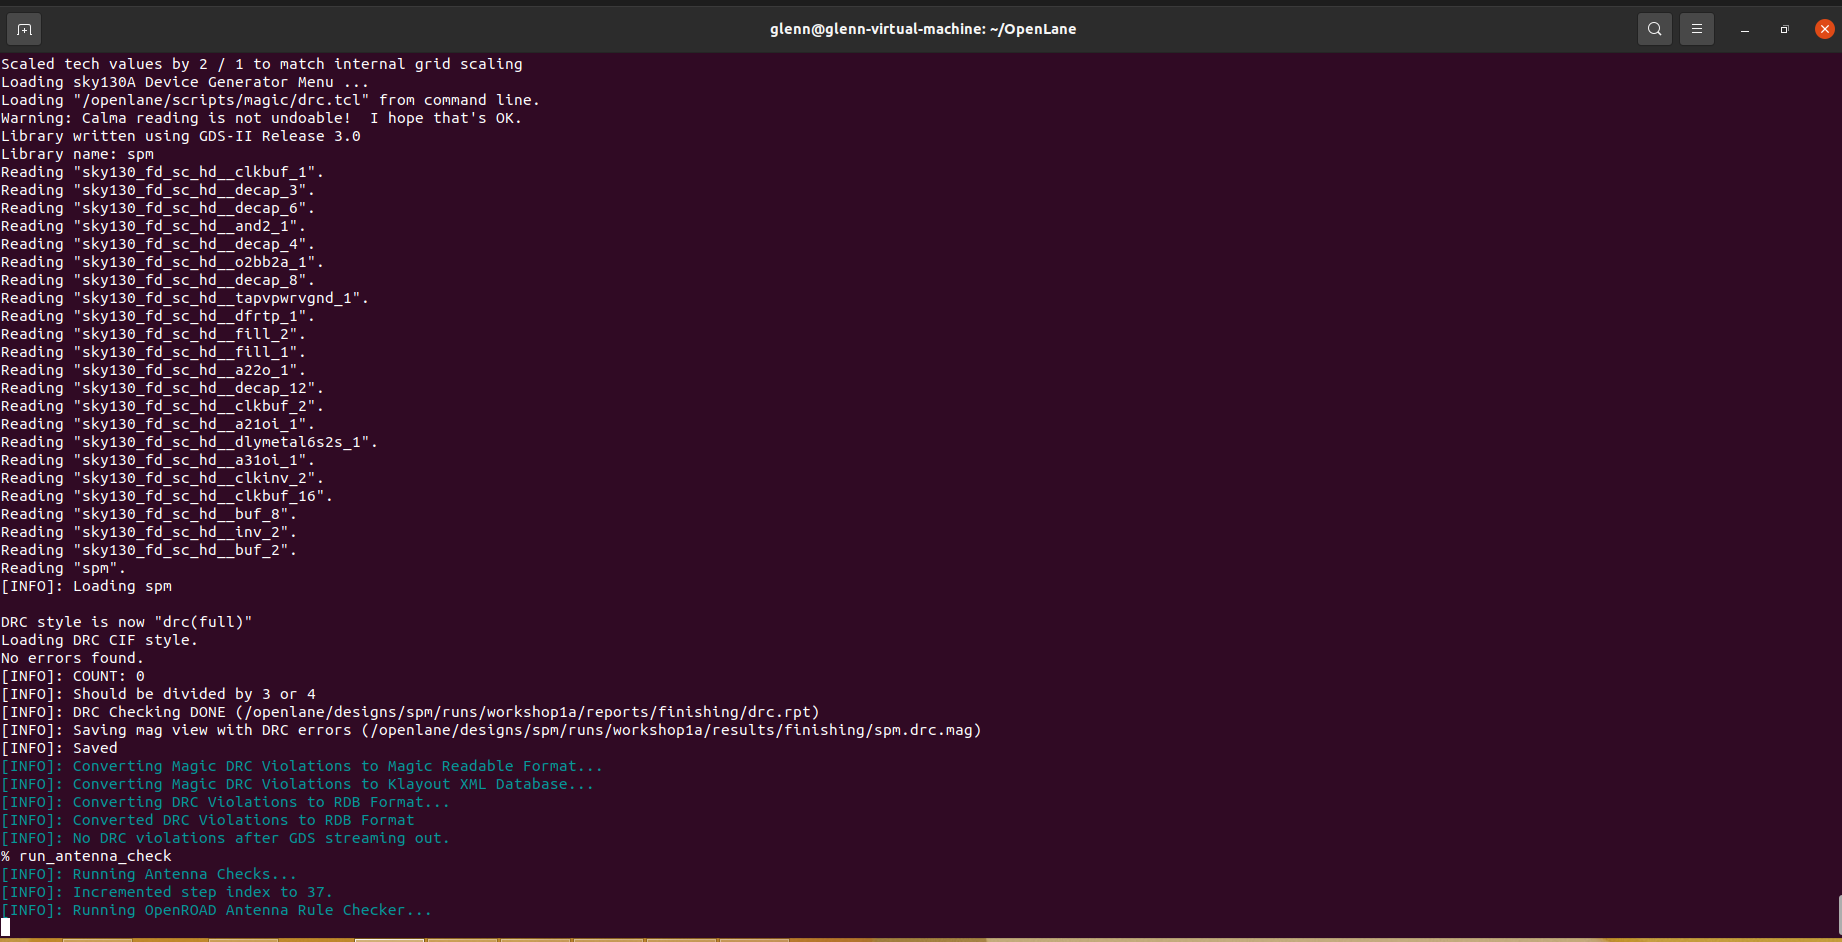 glenn@glenn-virtual-machine: ~/OpenLane
Scaled tech values by 2 / 1 to match internal grid scaling
Loading sky130A Device Generator Menu ...
Loading "/openlane/scripts/magic/drc.tcl" from command line.
Warning: Calma reading is not undoable!  I hope that's OK.
Library written using GDS-II Release 3.0
Library name: spm
Reading "sky130_fd_sc_hd__clkbuf_1".
Reading "sky130_fd_sc_hd__decap_3".
Reading "sky130_fd_sc_hd__decap_6".
Reading "sky130_fd_sc_hd__and2_1".
Reading "sky130_fd_sc_hd__decap_4".
Reading "sky130_fd_sc_hd__o2bb2a_1".
Reading "sky130_fd_sc_hd__decap_8".
Reading "sky130_fd_sc_hd__tapvpwrvgnd_1".
Reading "sky130_fd_sc_hd__dfrtp_1".
Reading "sky130_fd_sc_hd__fill_2".
Reading "sky130_fd_sc_hd__fill_1".
Reading "sky130_fd_sc_hd__a22o_1".
Reading "sky130_fd_sc_hd__decap_12".
Reading "sky130_fd_sc_hd__clkbuf_2".
Reading "sky130_fd_sc_hd__a21oi_1".
Reading "sky130_fd_sc_hd__dlymetal6s2s_1".
Reading "sky130_fd_sc_hd__a31oi_1".
Reading "sky130_fd_sc_hd__clkinv_2".
Reading "sky130_fd_sc_hd__clkbuf_16".
Reading "sky130_fd_sc_hd__buf_8".
Reading "sky130_fd_sc_hd__inv_2".
Reading "sky130_fd_sc_hd__buf_2".
Reading "spm".
[INFO]: Loading spm
DRC style is now "drc(full)"
Loading DRC CIF style.
No errors found.
[INFO]: COUNT: 0
[INFO]: Should be divided by 3 or 4
[INFO]: DRC Checking DONE (/openlane/designs/spm/runs/workshop1a/reports/finishing/drc.rpt)
[INFO]: Saving mag view with DRC errors (/openlane/designs/spm/runs/workshop1a/results/finishing/spm.drc.mag)
[INFO]: Saved
[INFO]: Converting Magic DRC Violations to Magic Readable Format...
[INFO]: Converting Magic DRC Violations to Klayout XML Database...
[INFO]: Converting DRC Violations to RDB Format...
[INFO]: Converted DRC Violations to RDB Format
[INFO]: No DRC violations after GDS streaming out.
% run_antenna_check
[INFO]: Running Antenna Checks...
[INFO]: Incremented step index to 37.
[INFO]: Running OpenROAD Antenna Rule Checker...